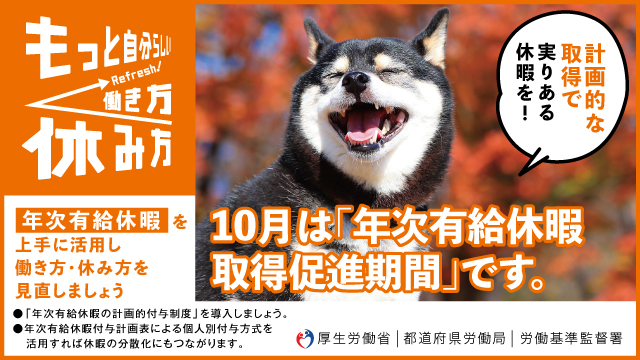 もっと自分らしい
Refresh!
働き方
休み方
計画的な
取得で
実りある
休暇を!
年次有給休暇を
上手に活用し
働き方・休み方を
見直しましょう
10月は「年次有給休暇
取得促進期間」です。
●「年次有給休暇の計画的付与制度」を導入しましょう。
●年次有給休暇付与計画表による個人別付与方式を
活用すれば休暇の分散化にもつながります。
厚生労働省｜都道府県労働局｜労働基準監督署